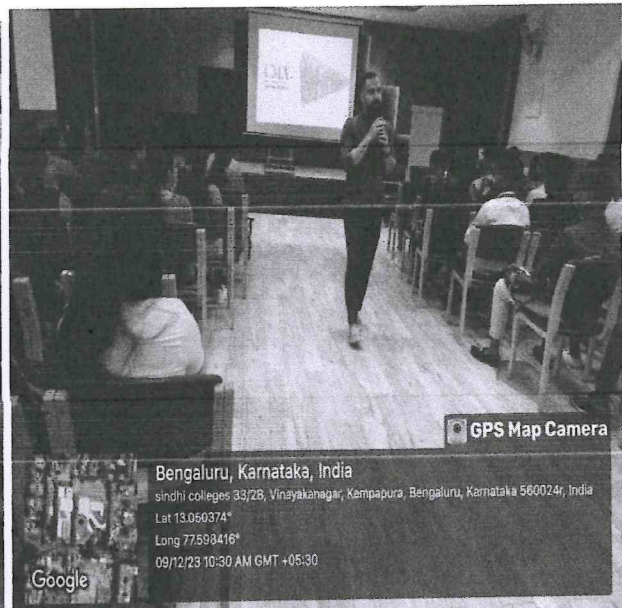 GPS Map Camera
Bengaluru, Karnataka, India
sindhi colleges 33/2B, Vinayakanagar, Kempapura, Bengaluru, Karnataka 560024r, India
Lat 13.050374°
Long 77.598416°
09/12/23 10:30 AM GMT +05:30
Google